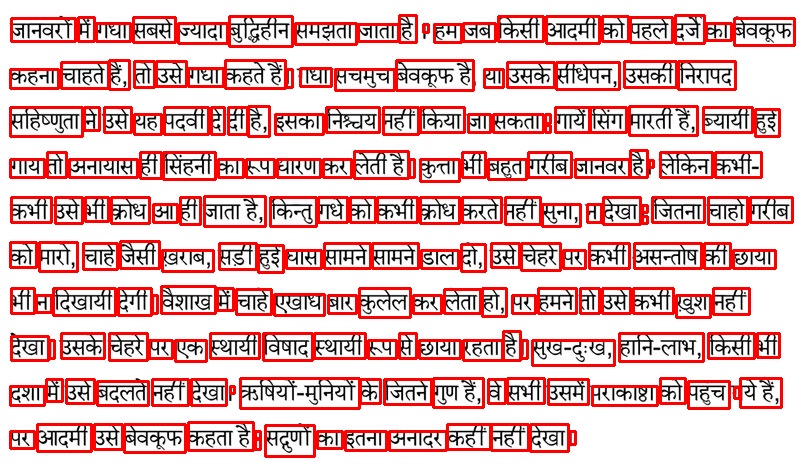 जानवरों में गधा सबसे ज्यादा बुद्धिहीन समझता जाता है । हम जब किसी आदमी को पहले दर्जे का बेवकूफ
कहना चाहते हैं, तो उसे गधा कहते हैं । गधा सचमुच बेवकूफ है, या उसके सीधेपन, उसकी निरापद
सहिष्णुता ने उसे यह पदवी दे दी है, इसका निश्चय नहीं किया जा सकता। गायें सिंग मारती हैं, ब्यायी हुई
गाय तो अनायास ही सिंहनी का रूप धारण कर लेती है । कुत्ता भी बहुत गरीब जानवर है । लेकिन कभी-
कभी उसे भी क्रोध आ ही जाता है, किन्तु गधे को कभी क्रोध करते नहीं सुना, न देखा । जितना चाहो गरीब
को मारो, चाहे जैसी ख़राब, सड़ी हुई घास सामने सामने डाल दो, उसे चेहरे पर कभी असन्तोष की छाया
भी न दिखायी देगी । वैशाख में चाहे एखाध बार कुलेल कर लेता हो, पर हमने तो उसे कभी ख़ुश नहीं
देखा । उसके चेहरे पर एक स्थायी विषाद स्थायी रूप से छाया रहता है । सुख-दुःख, हानि-लाभ, किसी भी
दशा में उसे बदलते नहीं देखा । ऋषियों-मुनियों के जितने गुण हैं, वे सभी उसमें पराकाष्ठा को पहुच । ये हैं,
पर आदमी उसे बेवकूफ कहता है । सद्गुणों का इतना अनादर कहीं नहीं देखा ।